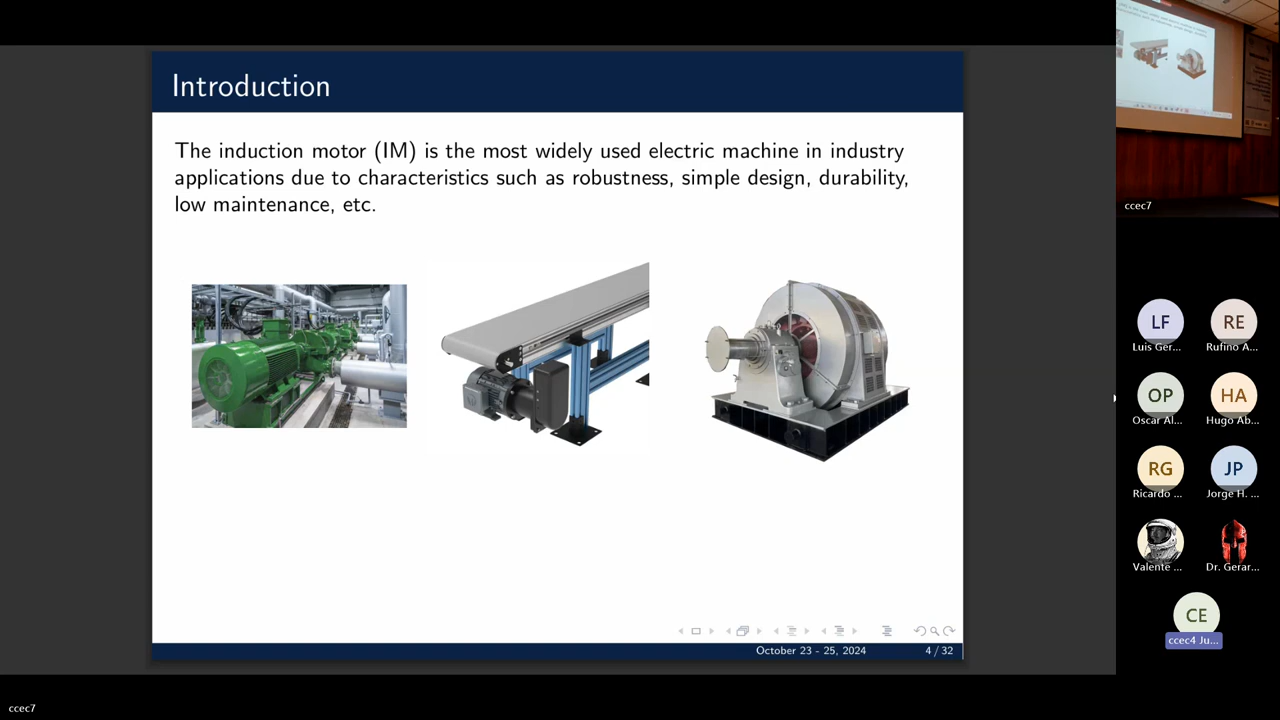 Introduction
The induction motor (IM) is the most widely used electric machine in industry
applications due to characteristics such as robustness, simple design, durability,
low maintenance, etc.
October 23 - 25, 2024
4 / 32
ccec7
ccec7
LF
RE
Luis Ger...
Rufino A...
OP
HA
Oscar Al...
Hugo Ab...
RG
JP
Ricardo ...
Jorge H. ...
Valente ...
Dr. Gerar...
CE
ccec4 Ju...